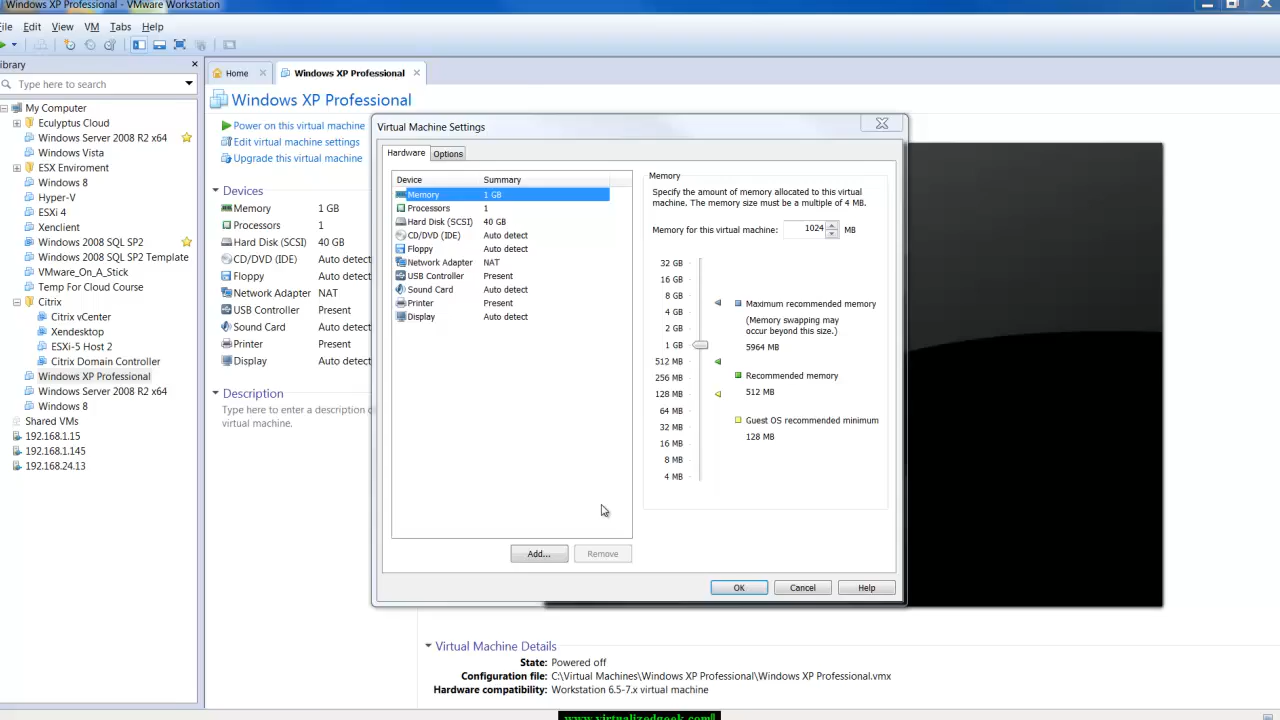 Windows XP Professional - VMware Workstation
File Edit View VM Tabs Help
Library
Type here to search
My Computer
Eculyptus Cloud
Windows Server 2008 R2 x64
Windows Vista
ESX Enviroment
Windows 8
Hyper-V
ESXi 4
Xenclient
Windows 2008 SQL SP2
Windows 2008 SQL SP2 Template
VMware_On_A_Stick
Temp For Cloud Course
Citrix
Citrix vCenter
Xendesktop
ESXi-5 Host 2
Citrix Domain Controller
Windows XP Professional
Windows Server 2008 R2 x64
Windows 8
Shared VMs
192.168.1.15
192.168.1.145
192.168.24.13
Home
Windows XP Professional
Windows XP Professional
Power on this virtual machine
Edit virtual machine settings
Upgrade this virtual machine
Devices
Memory 1 GB
Processors 1
Hard Disk (SCSI) 40 GB
CD/DVD (IDE) Auto detect
Floppy Auto detect
Network Adapter NAT
USB Controller Present
Sound Card Auto detect
Printer Present
Display Auto detect
Description
Type here to enter a description o
virtual machine.
Virtual Machine Settings
Hardware Options
Device Summary
Memory 1 GB
Processors 1
Hard Disk (SCSI) 40 GB
CD/DVD (IDE) Auto detect
Floppy Auto detect
Network Adapter NAT
USB Controller Present
Sound Card Auto detect
Printer Present
Display Auto detect
Add... Remove
Memory
Specify the amount of memory allocated to this virtual
machine. The memory size must be a multiple of 4 MB.
Memory for this virtual machine: 1024 MB
32 GB
16 GB
8 GB
4 GB
2 GB
1 GB
512 MB
256 MB
128 MB
64 MB
32 MB
16 MB
8 MB
4 MB
Maximum recommended memory
(Memory swapping may
occur beyond this size.)
5964 MB
Recommended memory
512 MB
Guest OS recommended minimum
128 MB
OK Cancel Help
Virtual Machine Details
State: Powered off
Configuration file: C:\Virtual Machines\Windows XP Professional\Windows XP Professional.vmx
Hardware compatibility: Workstation 6.5-7.x virtual machine
www.virtualizedgeek.com